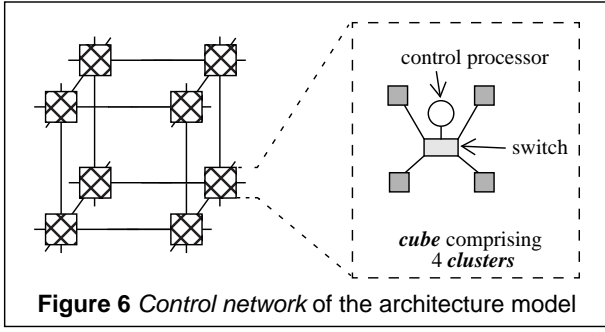 control processor
switch
cube comprising
4 clusters
Figure 6 Control network of the architecture model